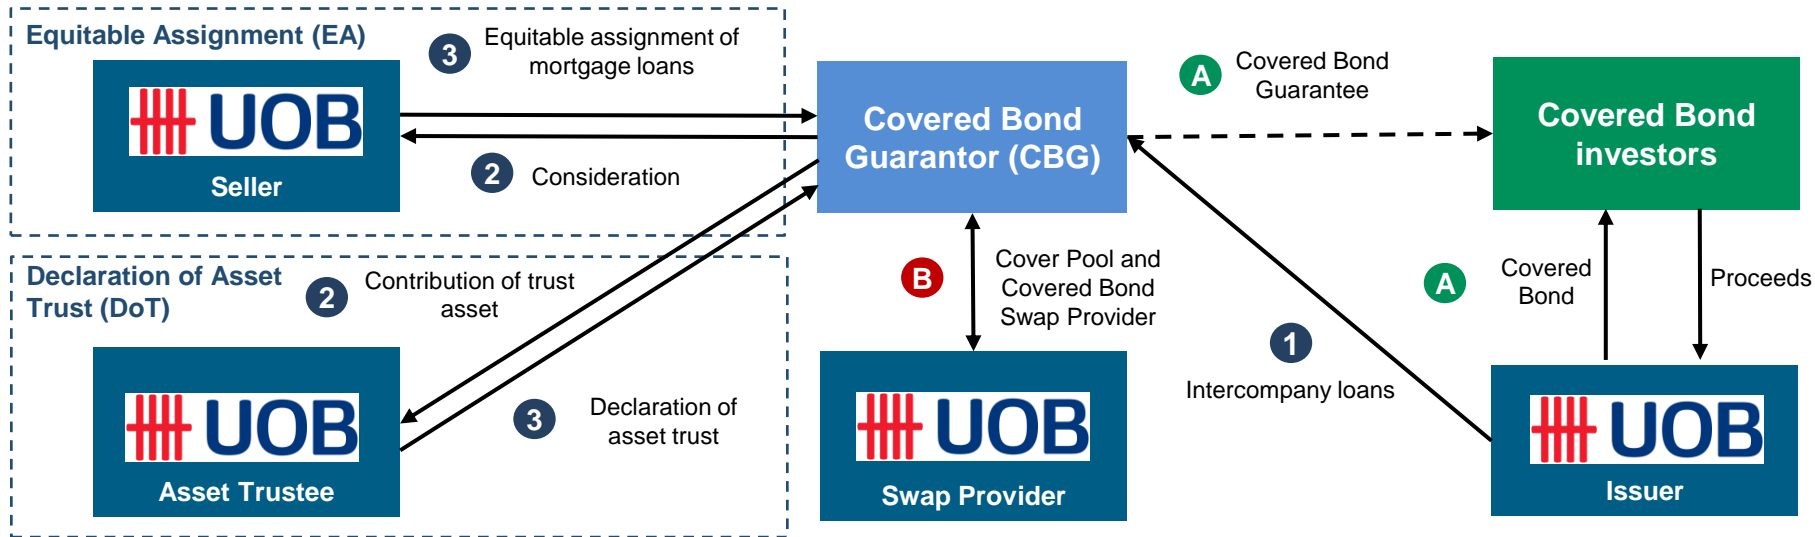 Equitable Assignment (EA)
3
Equitable assignment of
mortgage loans
UOB
Seller
2
Consideration
Covered Bond
Guarantor (CBG)
A
Covered Bond
Guarantee
Covered Bond
investors
Declaration of Asset
Trust (DoT)
2
Contribution of trust
asset
B
Cover Pool and
Covered Bond
Swap Provider
A
Covered
Bond
Proceeds
1
Intercompany loans
UOB
Asset Trustee
3
Declaration of
asset trust
UOB
Swap Provider
UOB
Issuer